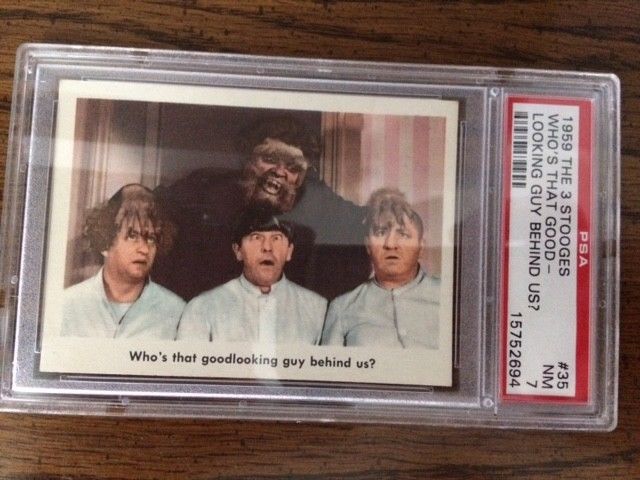 Who's that goodlooking guy behind us?
1959 THE 3 STOOGES #35
WHO'S THAT GOOD- NM
LOOKING GUY BEHIND US? 7
PSA 15752694